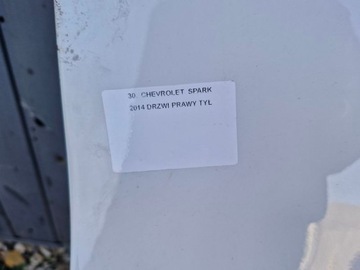 30. CHEVROLET SPARK
2014 DRZWI PRAWY TYL